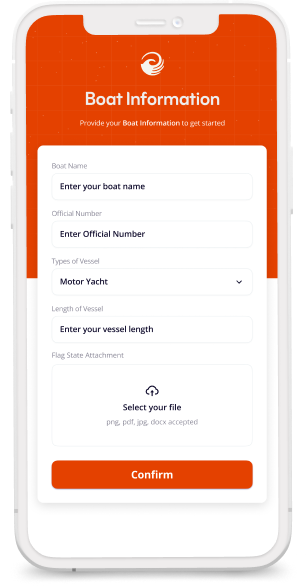 Boat Information
Provide your Boat Information to get started
Boat Name
Enter your boat name
Official Number
Enter Official Number
Types of Vessel
Motor Yacht
Length of Vessel
Enter your vessel length
Flag State Attachment
Select your file
png, pdf, jpg, docx accepted
Confirm